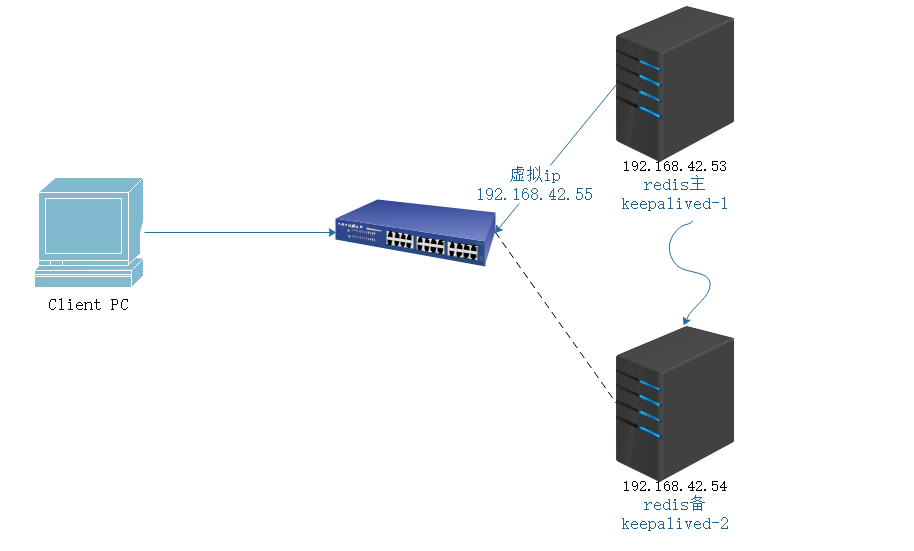 192.168.42.53
redis主
keepalived-1
虚拟ip
192.168.42.55
Client PC
192.168.42.54
redis备
keepalived-2